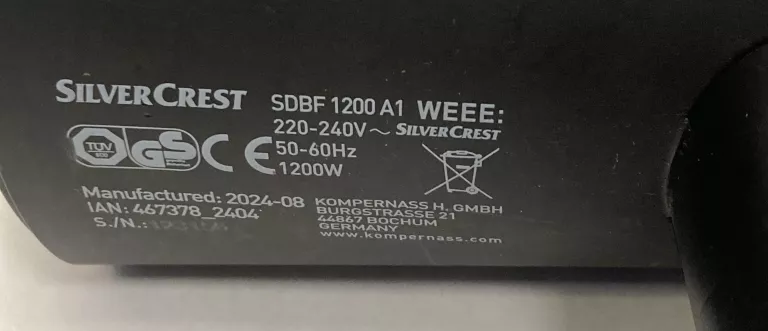 SILVERCREST SDBF 1200 A1 WEEE:
220-240V~ SILVERCREST
TÜV GS CE 50-60Hz
1200W
Manufactured: 2024-08 KOMPERNASS H. GMBH
IAN: 467378_2404 BURGSTRASSE 21
S./N.: 44867 BOCHUM
GERMANY
www.kompernass.com